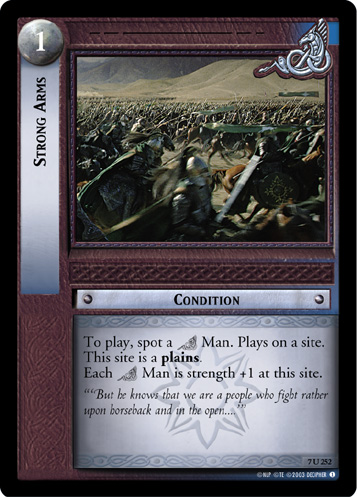 1
STRONG ARMS
CONDITION
To play, spot a Man. Plays on a site.
This site is a plains.
Each Man is strength +1 at this site.
““But he knows that we are a people who fight rather
upon horseback and in the open....”
7 U 252
© NLP ©TE ©2003 DECIPHER